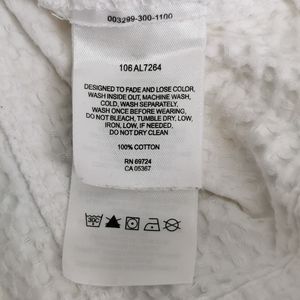 003299-300-1100
106 AL7264
DESIGNED TO FADE AND LOSE COLOR,
WASH INSIDE OUT, MACHINE WASH,
COLD, WASH SEPARATELY,
WASH ONCE BEFORE WEARING,
DO NOT BLEACH, TUMBLE DRY, LOW,
IRON, LOW, IF NEEDED,
DO NOT DRY CLEAN
100% COTTON
RN 69724
CA 05367
30C